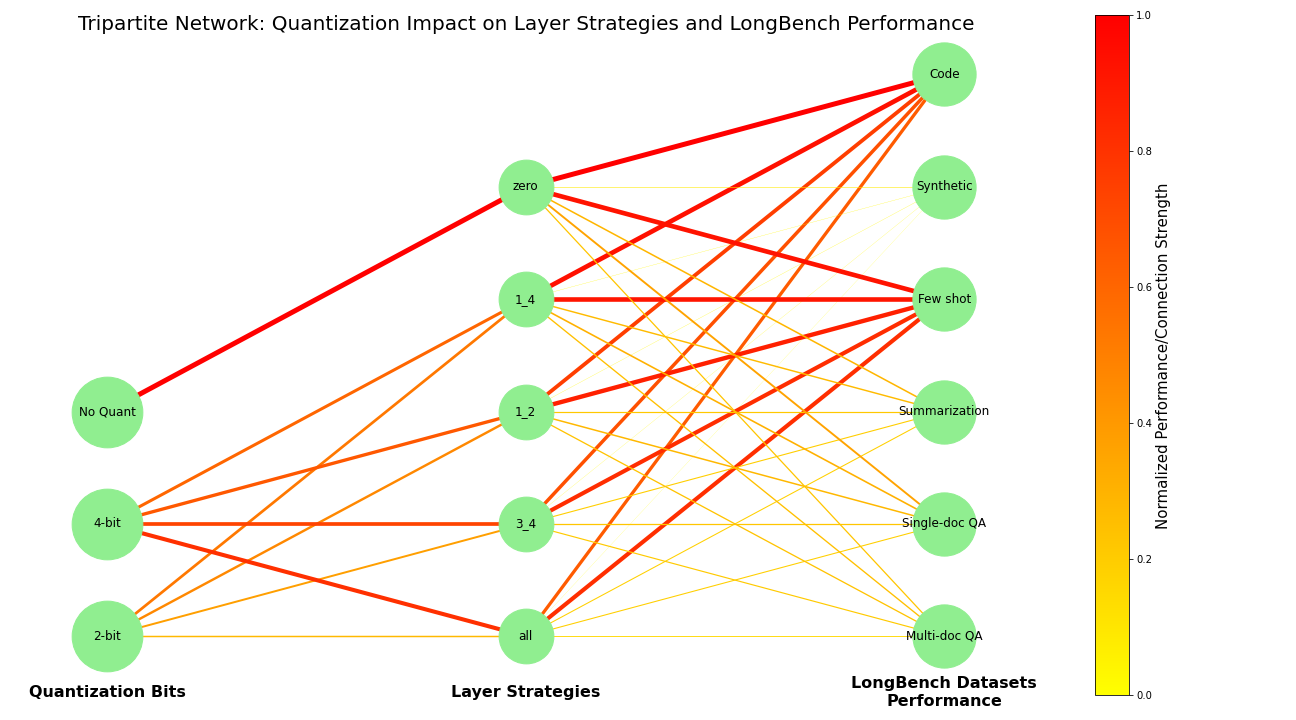 Tripartite Network: Quantization Impact on Layer Strategies and LongBench Performance
No Quant
4-bit
2-bit
Quantization Bits
zero
1_4
1_2
3_4
all
Layer Strategies
Code
Synthetic
Few shot
Summarization
Single-doc QA
Multi-doc QA
LongBench Datasets
Performance
1.0
0.8
0.6
0.4
0.2
0.0
Normalized Performance/Connection Strength